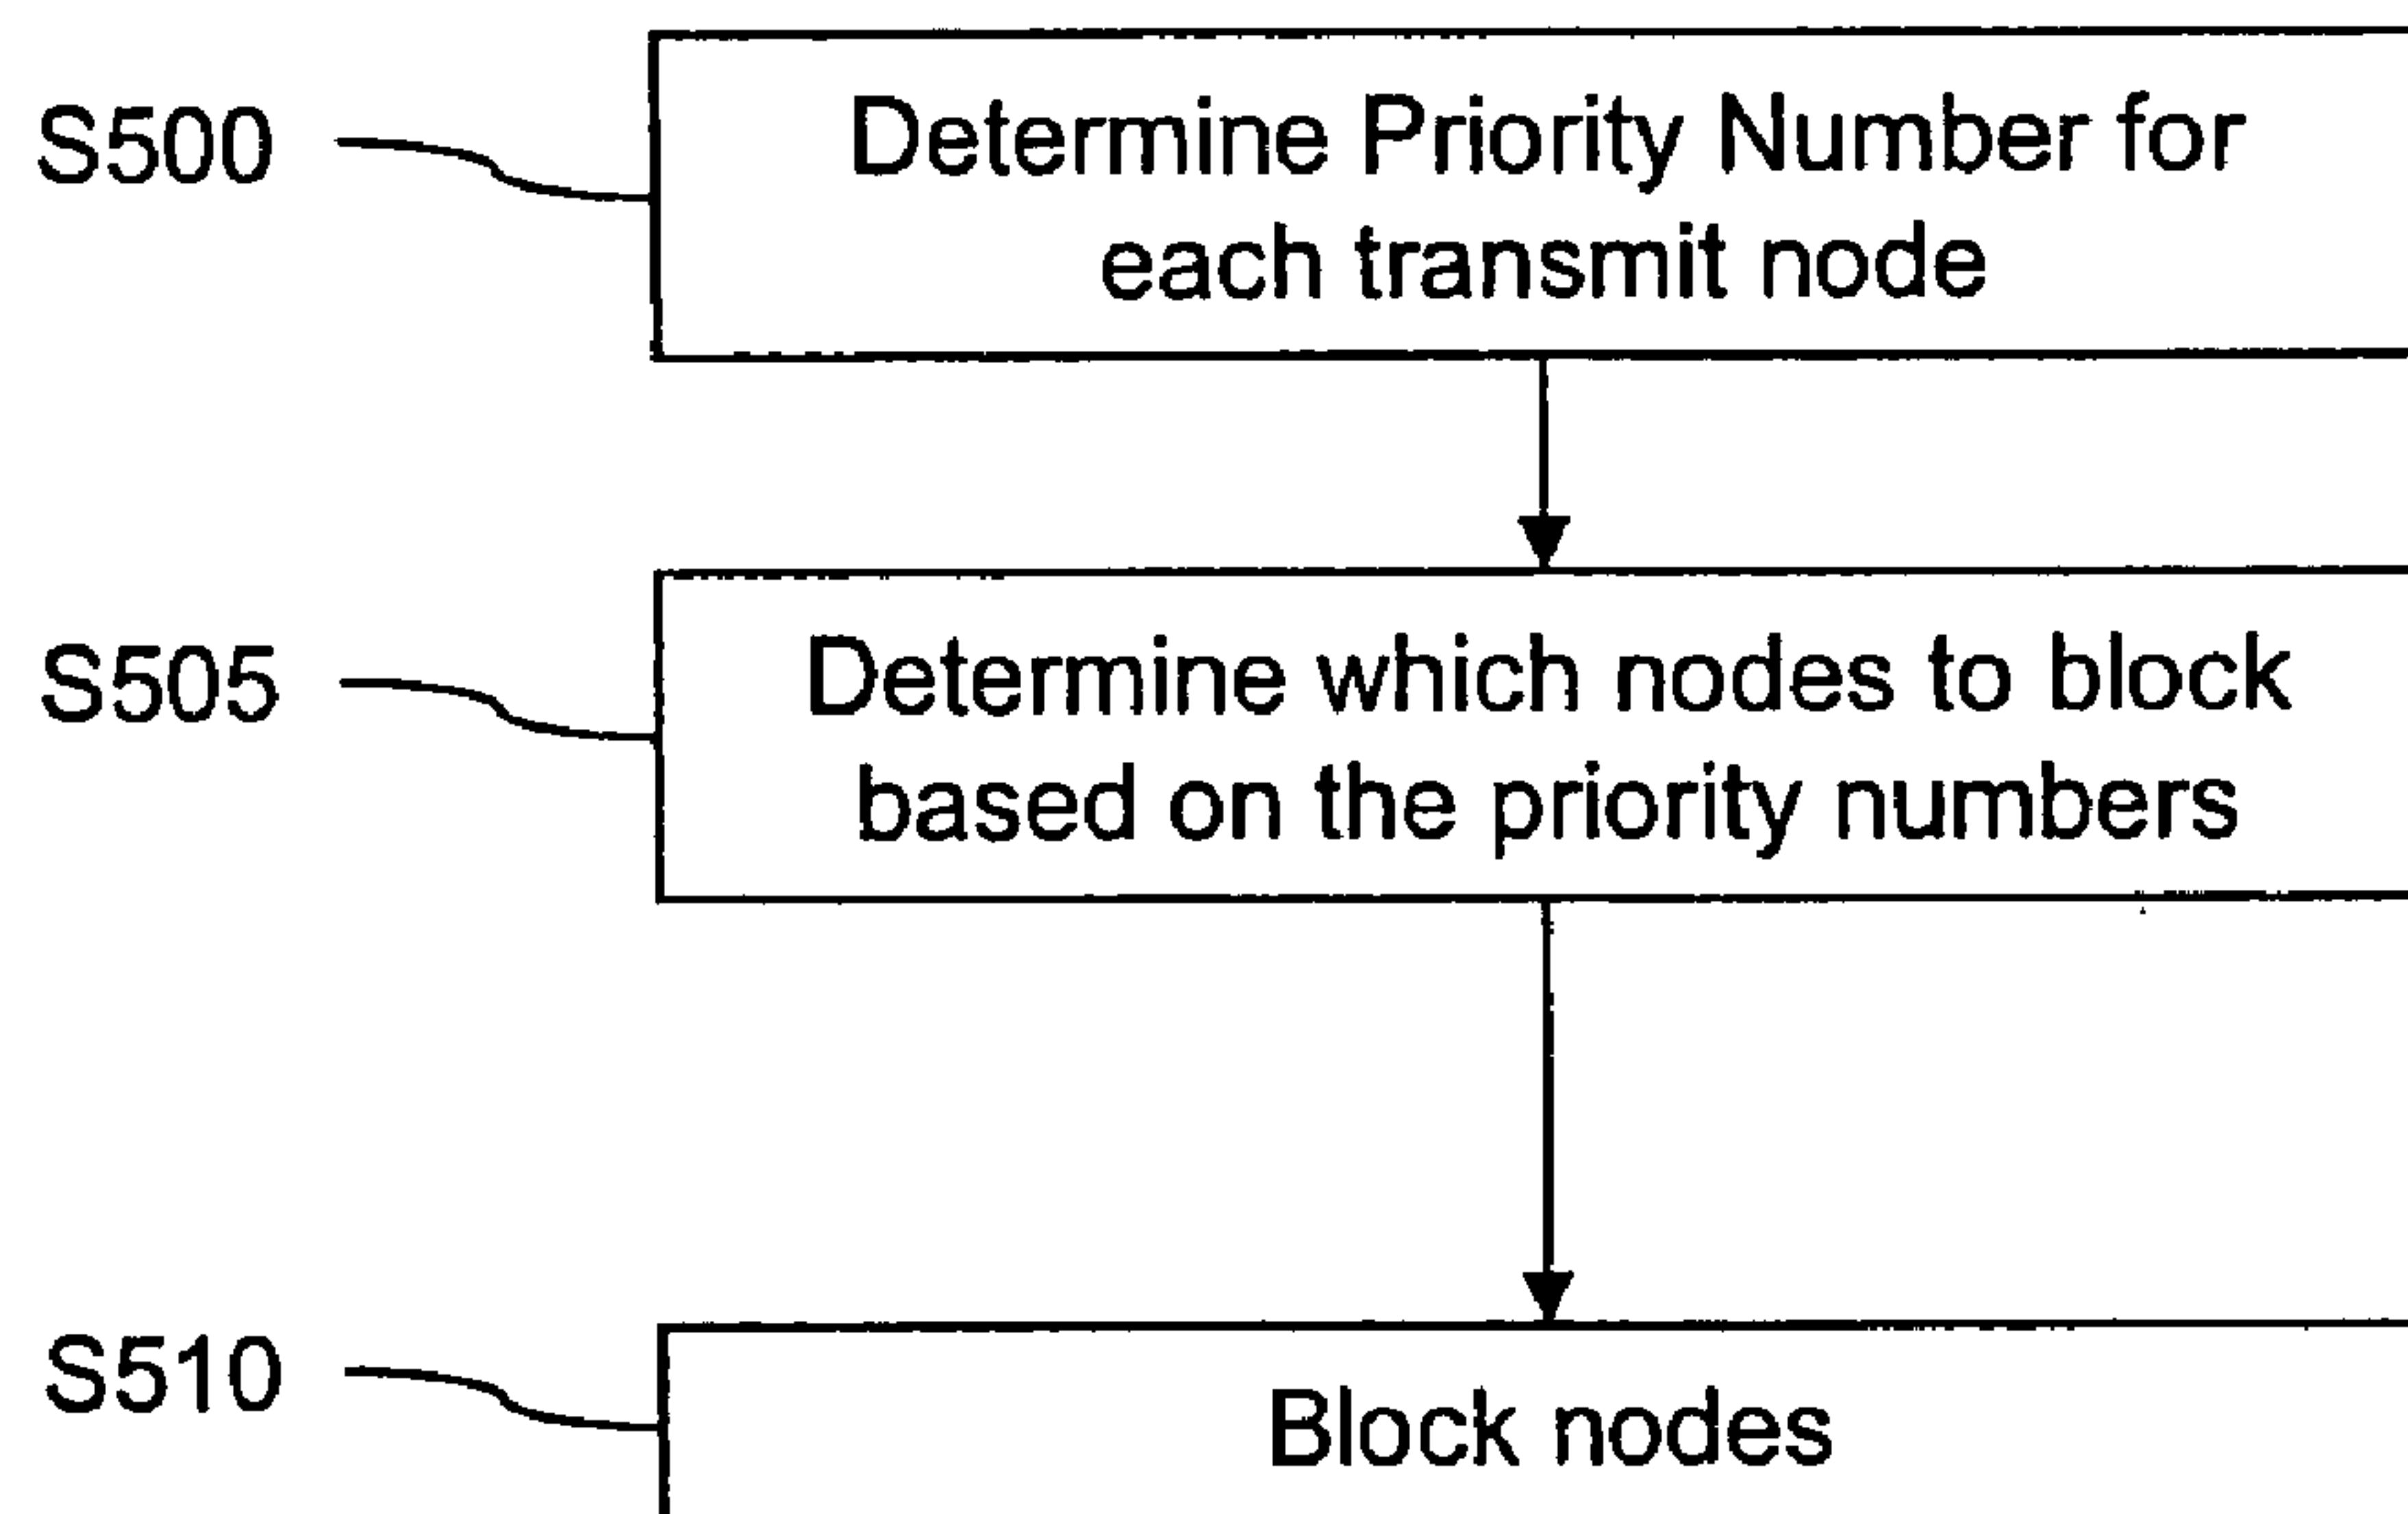 S500
Determine Priority Number for
each transmit node
S505
Determine which nodes to block
based on the priority numbers
S510
Block nodes